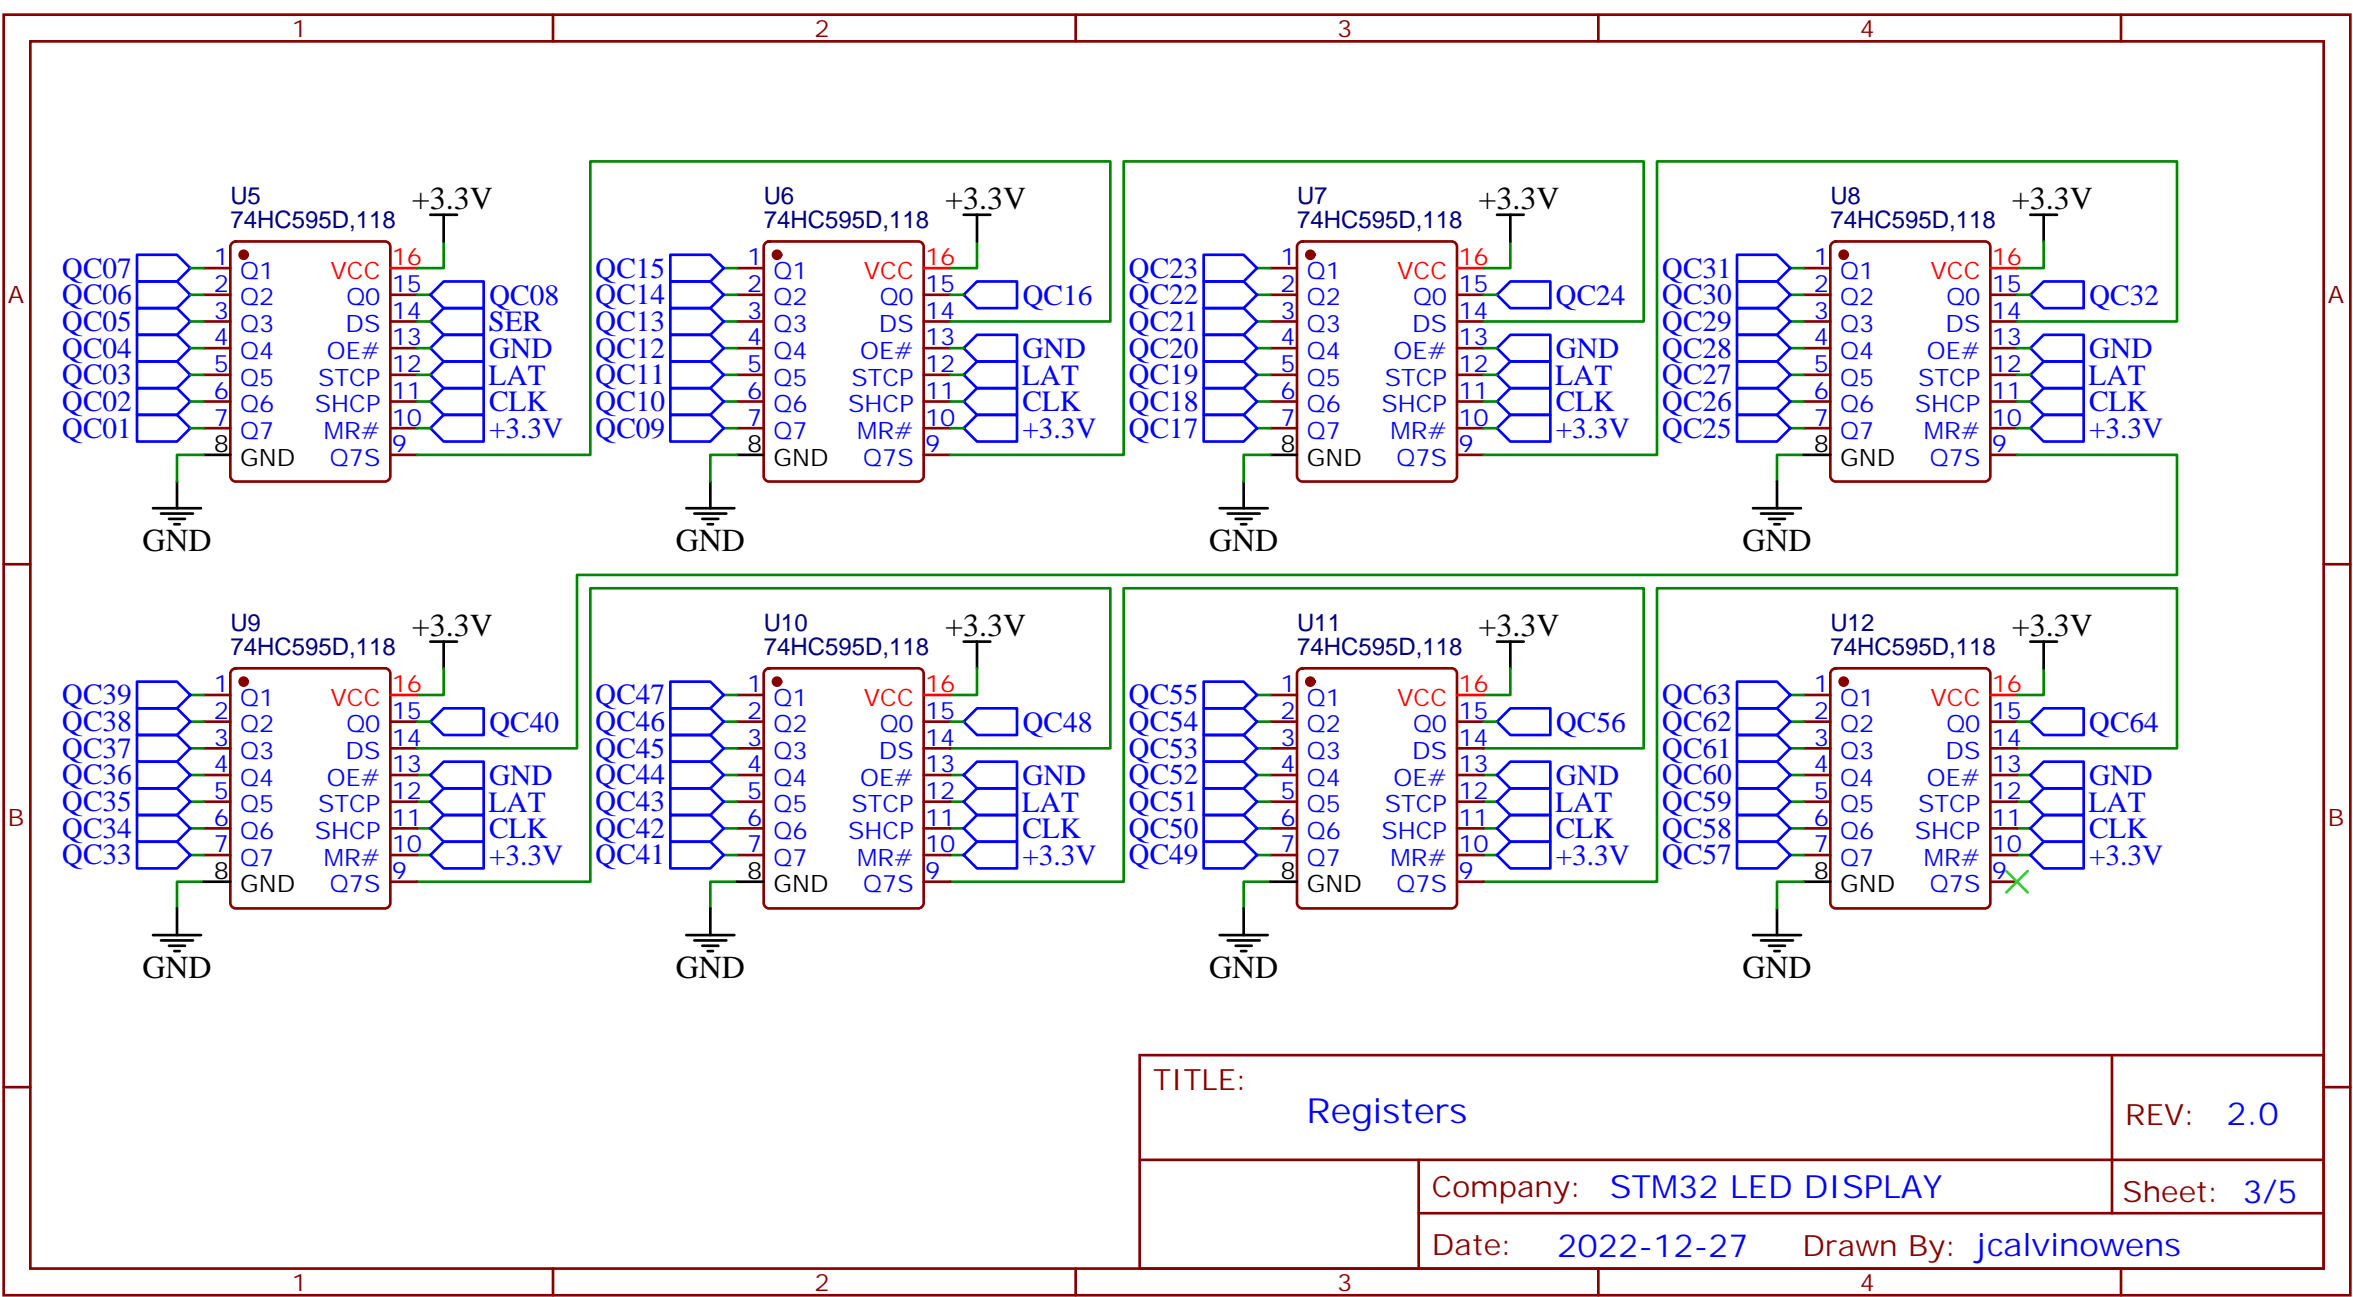 1 2 3 4
A A
U5
74HC595D,118
+3.3V
QC07 1 Q1 VCC 16
QC06 2 Q2 Q0 15 QC08
QC05 3 Q3 DS 14 SER
QC04 4 Q4 OE# 13 GND
QC03 5 Q5 STCP 12 LAT
QC02 6 Q6 SHCP 11 CLK
QC01 7 Q7 MR# 10 +3.3V
8 GND Q7S 9
GND
U6
74HC595D,118
+3.3V
QC15 1 Q1 VCC 16
QC14 2 Q2 Q0 15 QC16
QC13 3 Q3 DS 14
QC12 4 Q4 OE# 13 GND
QC11 5 Q5 STCP 12 LAT
QC10 6 Q6 SHCP 11 CLK
QC09 7 Q7 MR# 10 +3.3V
8 GND Q7S 9
GND
U7
74HC595D,118
+3.3V
QC23 1 Q1 VCC 16
QC22 2 Q2 Q0 15 QC24
QC21 3 Q3 DS 14
QC20 4 Q4 OE# 13 GND
QC19 5 Q5 STCP 12 LAT
QC18 6 Q6 SHCP 11 CLK
QC17 7 Q7 MR# 10 +3.3V
8 GND Q7S 9
GND
U8
74HC595D,118
+3.3V
QC31 1 Q1 VCC 16
QC30 2 Q2 Q0 15 QC32
QC29 3 Q3 DS 14
QC28 4 Q4 OE# 13 GND
QC27 5 Q5 STCP 12 LAT
QC26 6 Q6 SHCP 11 CLK
QC25 7 Q7 MR# 10 +3.3V
8 GND Q7S 9
GND
B B
U9
74HC595D,118
+3.3V
QC39 1 Q1 VCC 16
QC38 2 Q2 Q0 15 QC40
QC37 3 Q3 DS 14
QC36 4 Q4 OE# 13 GND
QC35 5 Q5 STCP 12 LAT
QC34 6 Q6 SHCP 11 CLK
QC33 7 Q7 MR# 10 +3.3V
8 GND Q7S 9
GND
U10
74HC595D,118
+3.3V
QC47 1 Q1 VCC 16
QC46 2 Q2 Q0 15 QC48
QC45 3 Q3 DS 14
QC44 4 Q4 OE# 13 GND
QC43 5 Q5 STCP 12 LAT
QC42 6 Q6 SHCP 11 CLK
QC41 7 Q7 MR# 10 +3.3V
8 GND Q7S 9
GND
U11
74HC595D,118
+3.3V
QC55 1 Q1 VCC 16
QC54 2 Q2 Q0 15 QC56
QC53 3 Q3 DS 14
QC52 4 Q4 OE# 13 GND
QC51 5 Q5 STCP 12 LAT
QC50 6 Q6 SHCP 11 CLK
QC49 7 Q7 MR# 10 +3.3V
8 GND Q7S 9
GND
U12
74HC595D,118
+3.3V
QC63 1 Q1 VCC 16
QC62 2 Q2 Q0 15 QC64
QC61 3 Q3 DS 14
QC60 4 Q4 OE# 13 GND
QC59 5 Q5 STCP 12 LAT
QC58 6 Q6 SHCP 11 CLK
QC57 7 Q7 MR# 10 +3.3V
8 GND Q7S 9
GND
TITLE:
Registers
REV: 2.0
Company: STM32 LED DISPLAY
Sheet: 3/5
Date: 2022-12-27 Drawn By: jcalvinowens
1 2 3 4